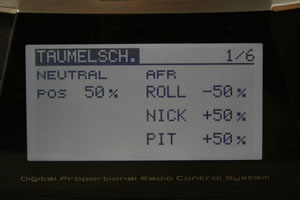 TAUMELSCH. 1/6
NEUTRAL AFR
POS 50% ROLL -50%
NICK +50%
PIT +50%
Digital Proportional Radio Control System